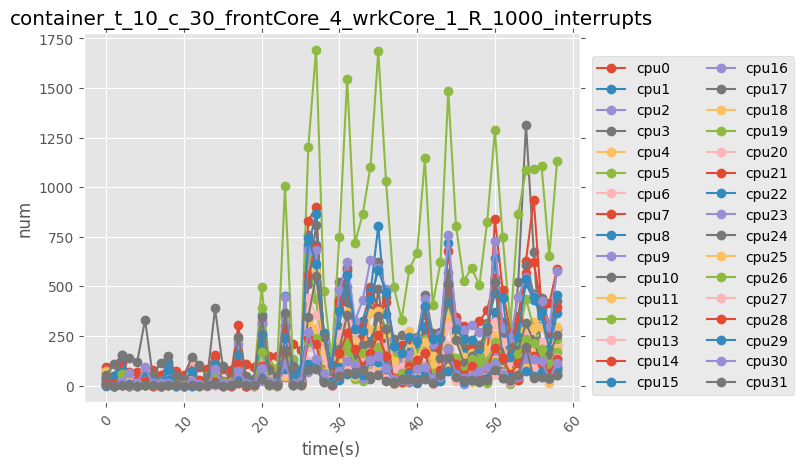 container_t_10_c_30_frontCore_4_wrkCore_1_R_1000_interrupts
1750
1500
1250
1000
750
500
250
0
num
0
10
20
30
40
50
60
time(s)
cpu0
cpu1
cpu2
cpu3
cpu4
cpu5
cpu6
cpu7
cpu8
cpu9
cpu10
cpu11
cpu12
cpu13
cpu14
cpu15
cpu16
cpu17
cpu18
cpu19
cpu20
cpu21
cpu22
cpu23
cpu24
cpu25
cpu26
cpu27
cpu28
cpu29
cpu30
cpu31